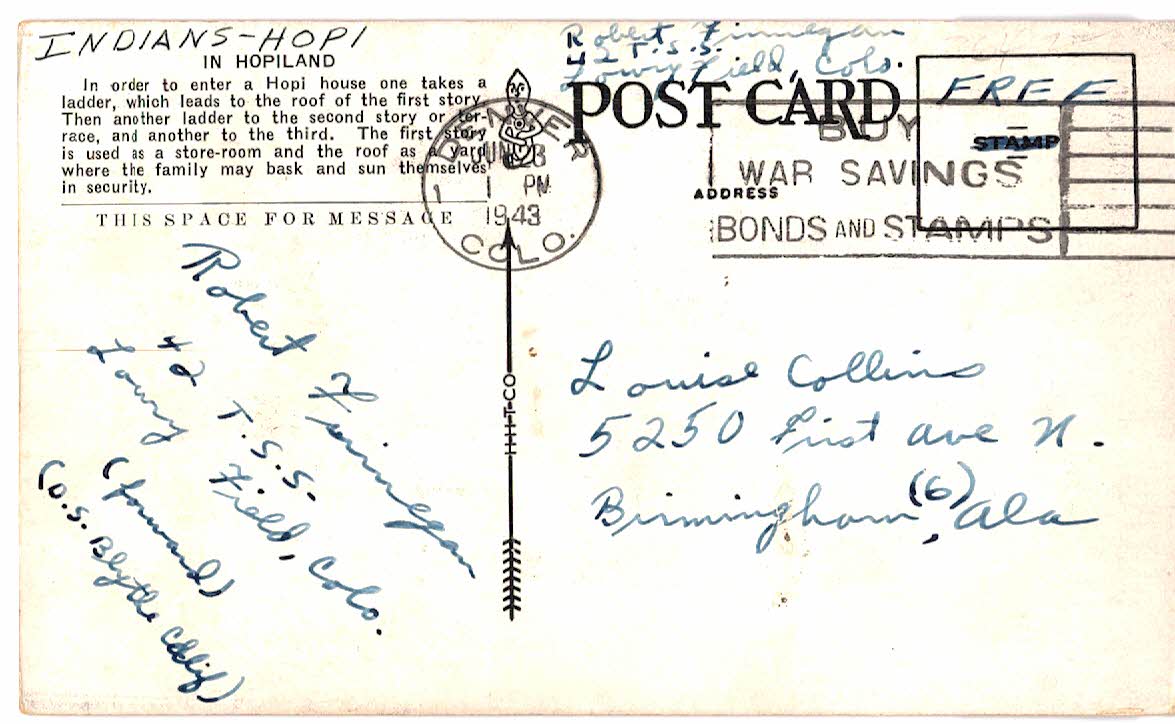 INDIANS-HOPI
IN HOPILAND
In order to enter a Hopi house one takes a
ladder, which leads to the roof of the first story.
Then another ladder to the second story or ter-
race, and another to the third. The first story
is used as a store-room and the roof as a yard
where the family may bask and sun themselves
in security.
THIS SPACE FOR MESSAGE
Robert Finnegan
42 T.S.S.
Lowry Field, Colo.
(forward)
(O.S. Blythe Calif)
DENVER
JUN
1 PM
1943
COLO.
H-H-T-CO
Robert Finnegan
42 T.S.S.
Lowry Field, Colo.
POST CARD
FREE
STAMP
ADDRESS
BUY
WAR SAVINGS
BONDS AND STAMPS
Louise Collins
5250 First ave N.
Birmingham (6), Ala